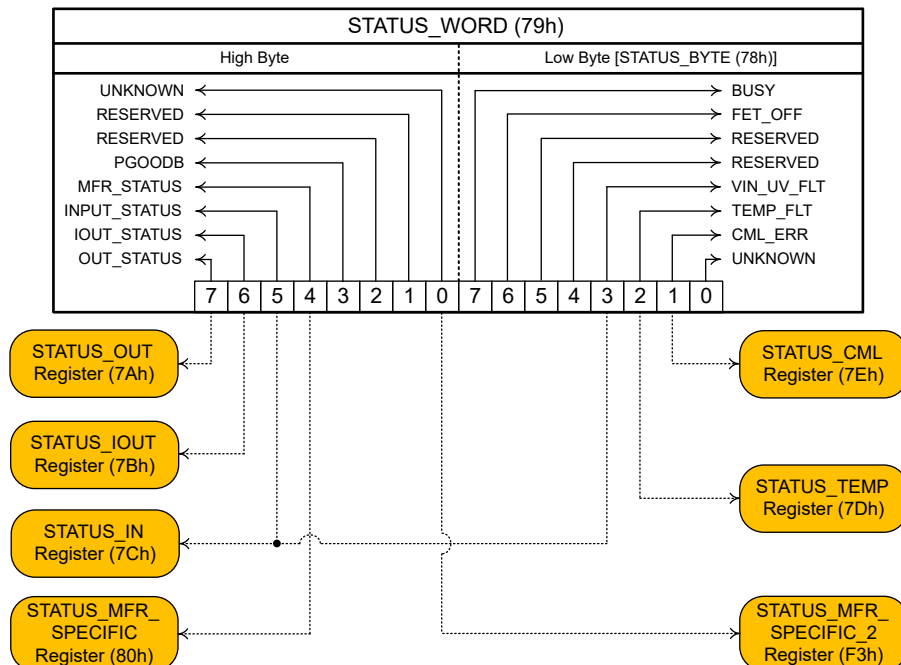 STATUS_WORD (79h)
High Byte
Low Byte [STATUS_BYTE (78h)]
UNKNOWN
RESERVED
RESERVED
PGOODB
MFR_STATUS
INPUT_STATUS
IOUT_STATUS
OUT_STATUS
BUSY
FET_OFF
RESERVED
RESERVED
VIN_UV_FLT
TEMP_FLT
CML_ERR
UNKNOWN
7 6 5 4 3 2 1 0 7 6 5 4 3 2 1 0
STATUS_OUT
Register (7Ah)
STATUS_IOUT
Register (7Bh)
STATUS_IN
Register (7Ch)
STATUS_MFR_
SPECIFIC
Register (80h)
STATUS_CML
Register (7Eh)
STATUS_TEMP
Register (7Dh)
STATUS_MFR_
SPECIFIC_2
Register (F3h)